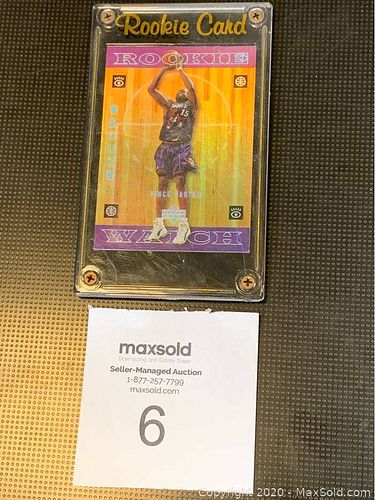 Rookie Card
ROOKIE
15
VINCE CARTER
WATCH
maxsold
Downsizing and Estate Sales
Seller-Managed Auction
1-877-257-7799
maxsold.com
6
Copyright 2020 - MaxSold.com